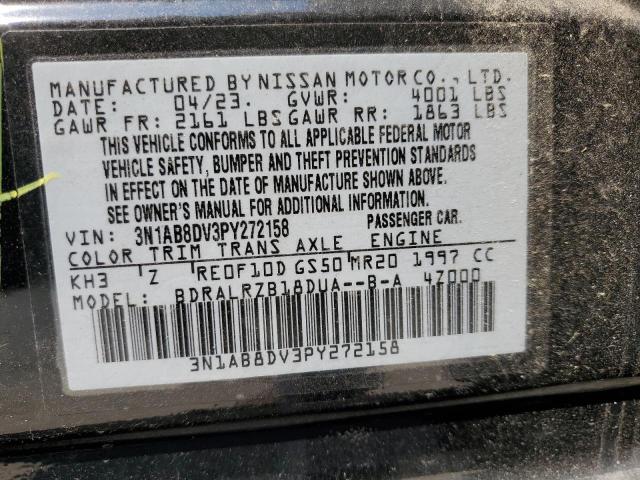 MANUFACTURED BY NISSAN MOTOR CO., LTD.
DATE: 04/23. GVWR: 4001 LBS
GAWR FR: 2161 LBS GAWR RR: 1863 LBS
THIS VEHICLE CONFORMS TO ALL APPLICABLE FEDERAL MOTOR
VEHICLE SAFETY, BUMPER AND THEFT PREVENTION STANDARDS
IN EFFECT ON THE DATE OF MANUFACTURE SHOWN ABOVE.
SEE OWNER'S MANUAL FOR ADDITIONAL INFORMATION.
VIN: 3N1AB8DV3PY272158 PASSENGER CAR.
COLOR TRIM TRANS AXLE ENGINE
KH3 Z RE0F10D GS50 MR20 1997 CC
MODEL: BDRALRZB18DUA--B-A 4Z000
3N1AB8DV3PY272158